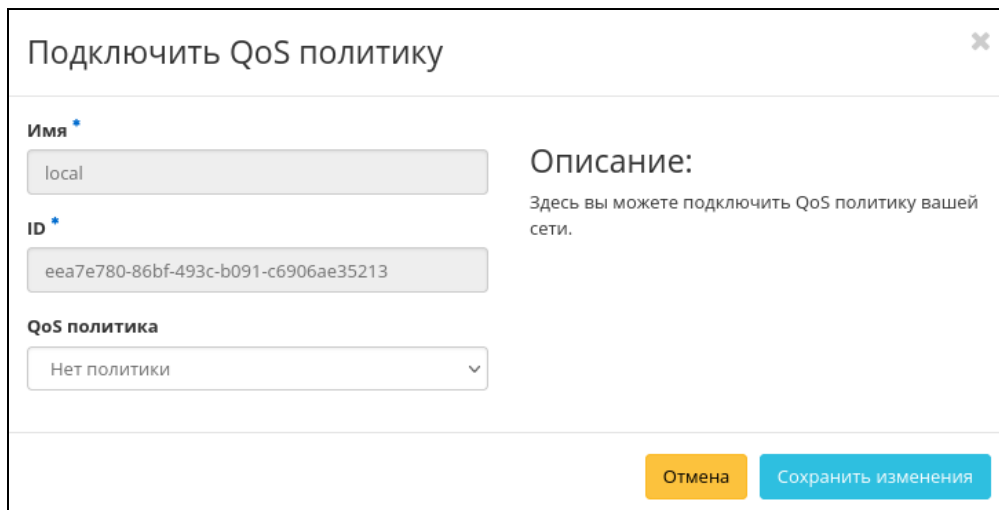 Подключить QoS политику
Имя *
local
ID *
eea7e780-86bf-493c-b091-c6906ae35213
QoS политика
Нет политики
Описание:
Здесь вы можете подключить QoS политику вашей
сети.
Отмена
Сохранить изменения